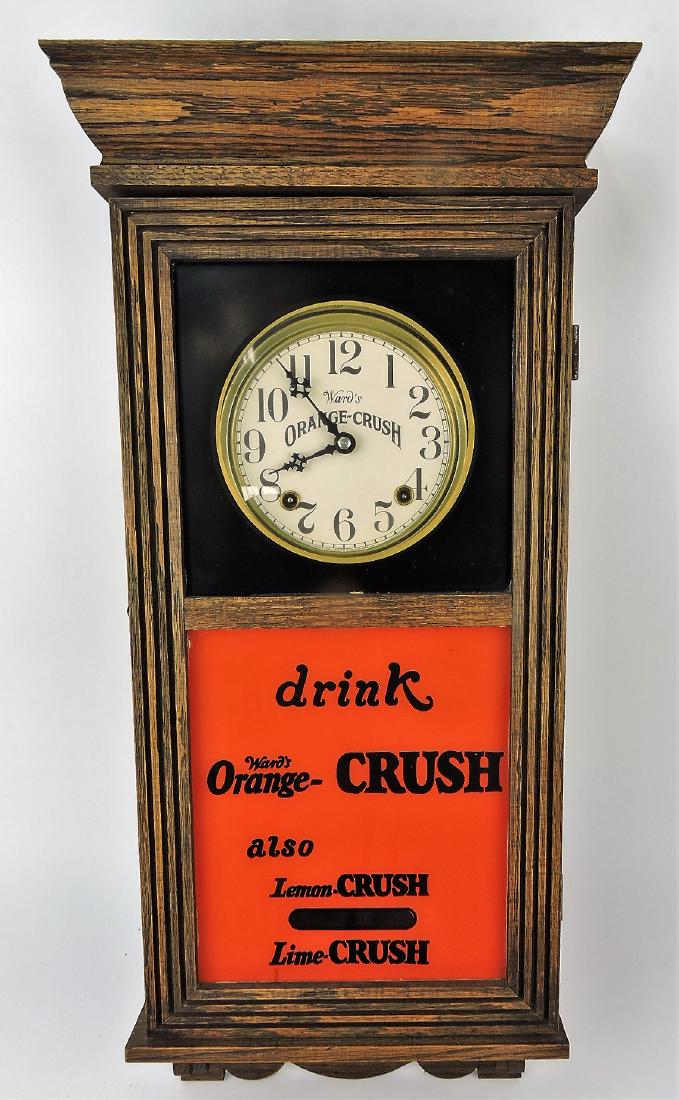 12
11 1
10 2
Ward's
ORANGE-CRUSH
9 3
8 4
7 5
6
drink
Ward's
Orange- CRUSH
also
Lemon-CRUSH
Lime-CRUSH